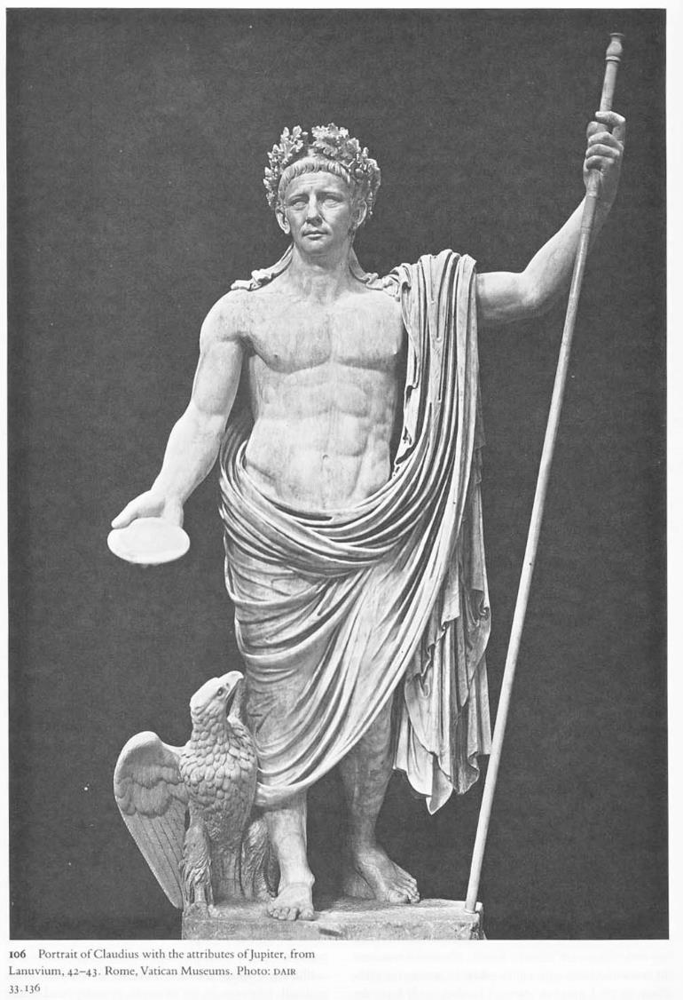 106 Portrait of Claudius with the attributes of Jupiter, from
Lanuvium, 42–43. Rome, Vatican Museums. Photo: DAIR
33.136